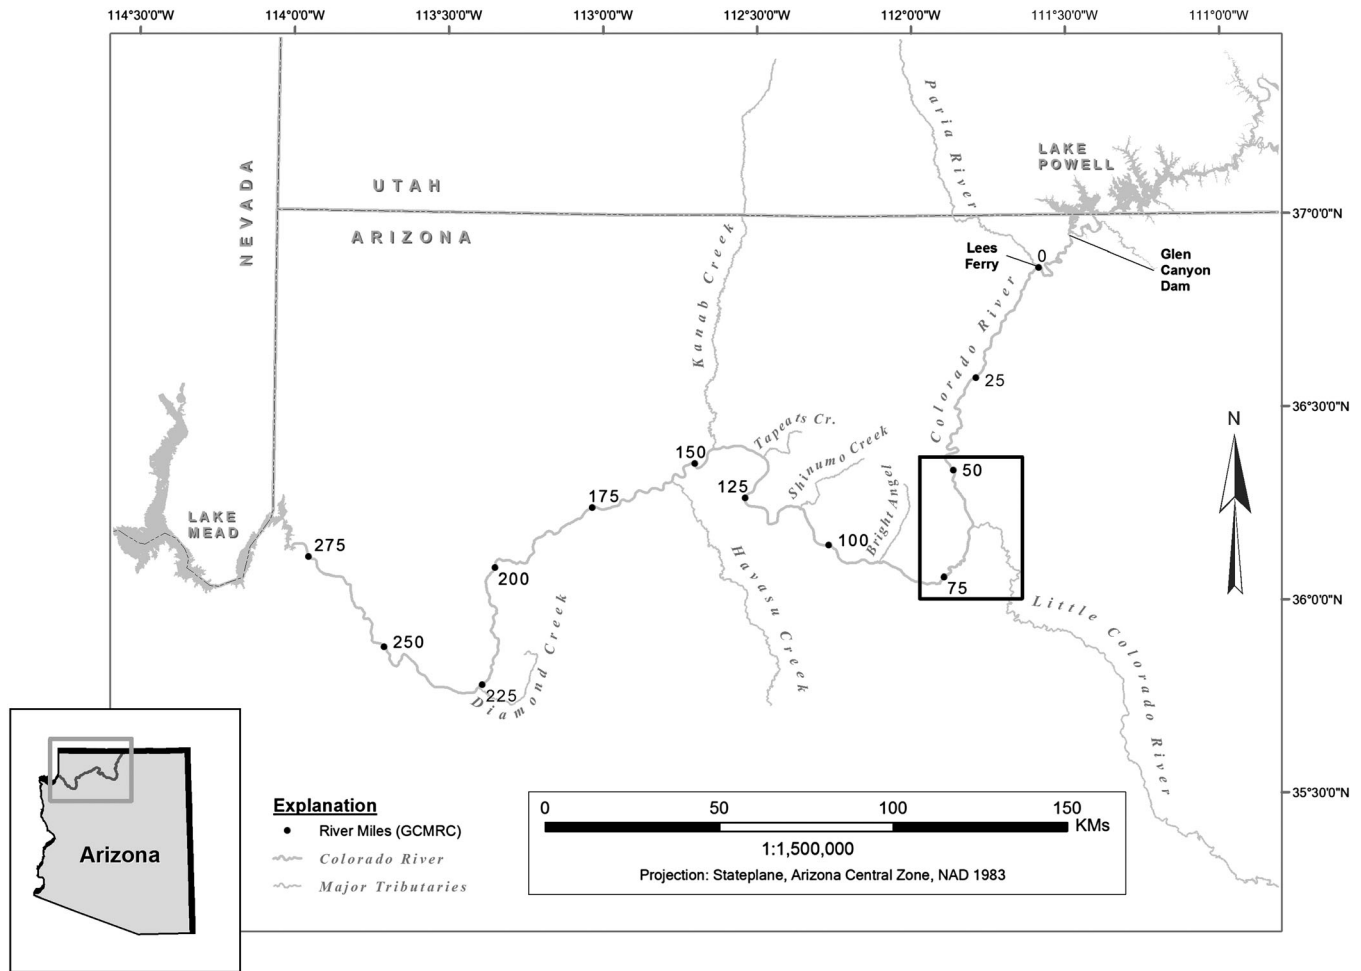 114°30'0"W 114°0'0"W 113°30'0"W 113°0'0"W 112°30'0"W 112°0'0"W 111°30'0"W 111°0'0"W
NEVADA
UTAH
ARIZONA
Paria River
LAKE
POWELL
37°0'0"N
Kanab Creek
Lees
Ferry
0
Glen
Canyon
Dam
Colorado River
25
36°30'0"N
N
Tapeats Cr.
Shinumo Creek
Bright Angel
150
50
125
175
LAKE
MEAD
275
100
200
75
36°0'0"N
Havasu Creek
Little Colorado River
250
225
Diamond Creek
35°30'0"N
Arizona
Explanation
River Miles (GCMRC)
Colorado River
Major Tributaries
0 50 100 150
KMs
1:1,500,000
Projection: Stateplane, Arizona Central Zone, NAD 1983